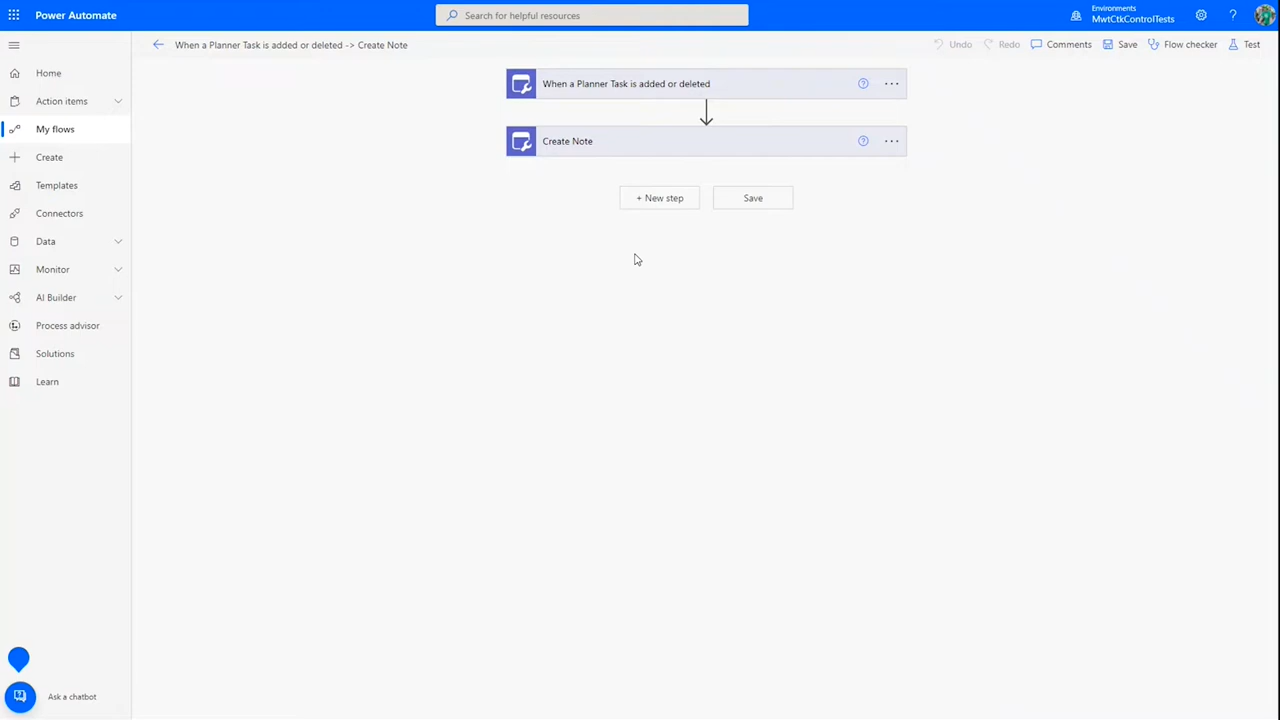 Power Automate
Search for helpful resources
Environments
MwtCtkControlTests
When a Planner Task is added or deleted -> Create Note
Undo
Redo
Comments
Save
Flow checker
Test
Home
Action items
My flows
Create
Templates
Connectors
Data
Monitor
AI Builder
Process advisor
Solutions
Learn
When a Planner Task is added or deleted
Create Note
+ New step
Save
Ask a chatbot